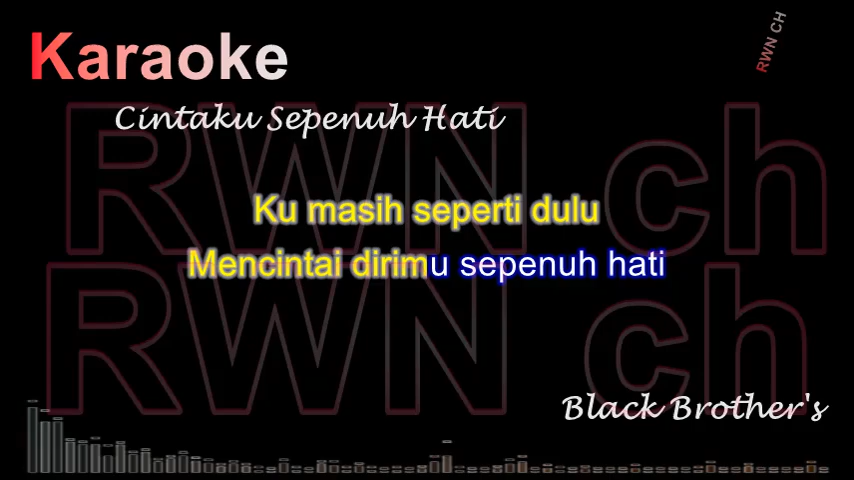 Karaoke
RWN CH
Cintaku Sepenuh Hati
RWN ch
Ku masih seperti dulu
Mencintai dirimu sepenuh hati
RWN ch
Black Brother's